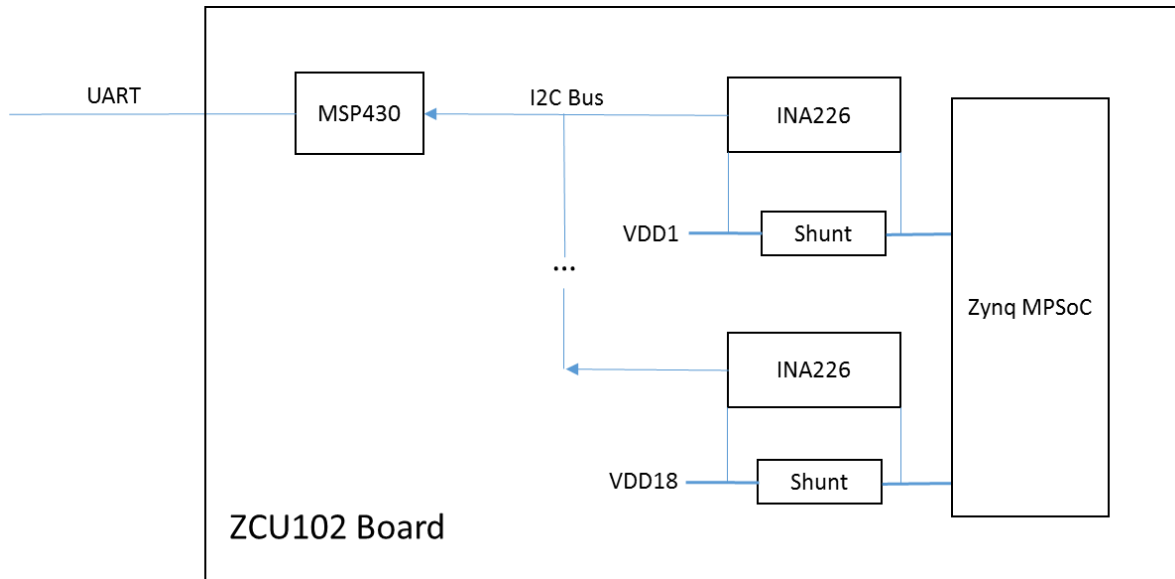 UART
MSP430
I2C Bus
INA226
VDD1
Shunt
...
Zynq MPSoC
INA226
VDD18
Shunt
ZCU102 Board